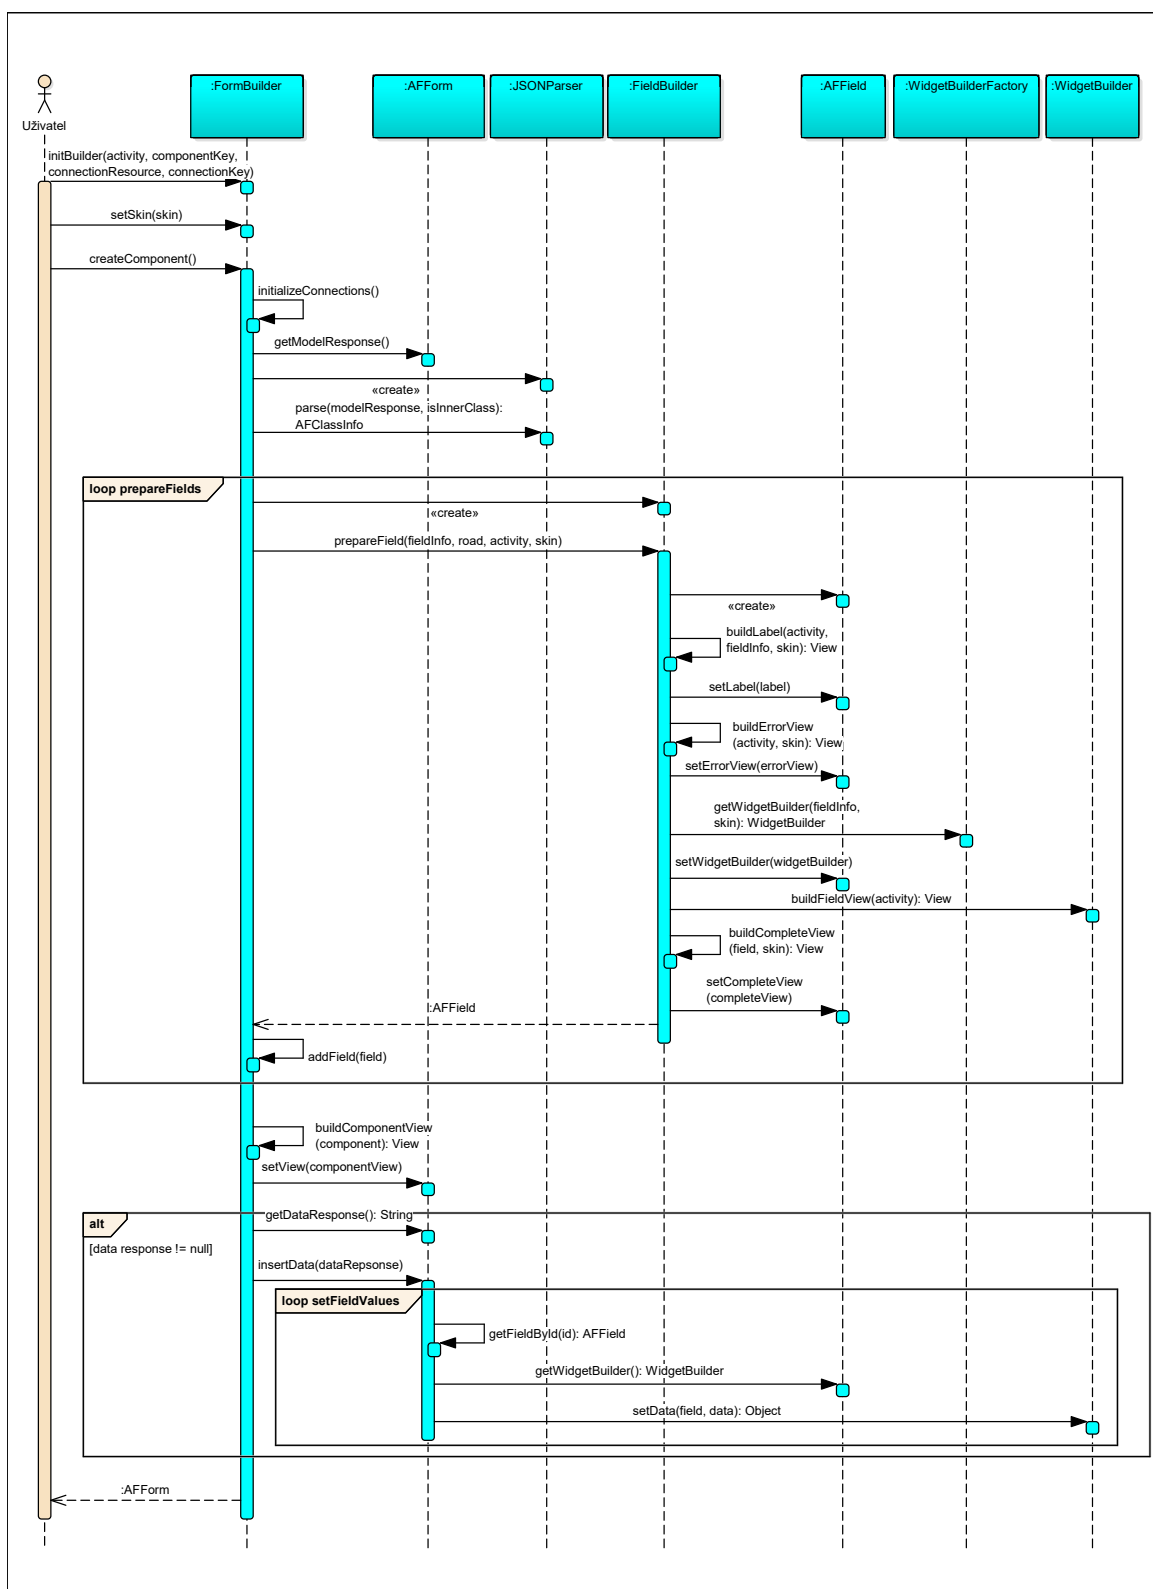 :FormBuilder
:AFForm
:JSONParser
:FieldBuilder
:AFField
:WidgetBuilderFactory
:WidgetBuilder
Uživatel
initBuilder(activity, componentKey,
connectionResource, connectionKey)
setSkin(skin)
createComponent()
initializeConnections()
getModelResponse()
«create»
parse(modelResponse, isInnerClass):
AFClassInfo
loop prepareFields
«create»
prepareField(fieldInfo, road, activity, skin)
«create»
buildLabel(activity,
fieldInfo, skin): View
setLabel(label)
buildErrorView
(activity, skin): View
setErrorView(errorView)
getWidgetBuilder(fieldInfo,
skin): WidgetBuilder
setWidgetBuilder(widgetBuilder)
buildFieldView(activity): View
buildCompleteView
(field, skin): View
setCompleteView
(completeView)
:AFField
addField(field)
buildComponentView
(component): View
setView(componentView)
alt
getDataResponse(): String
[data response != null]
insertData(dataRepsonse)
loop setFieldValues
getFieldById(id): AFField
getWidgetBuilder(): WidgetBuilder
setData(field, data): Object
:AFForm